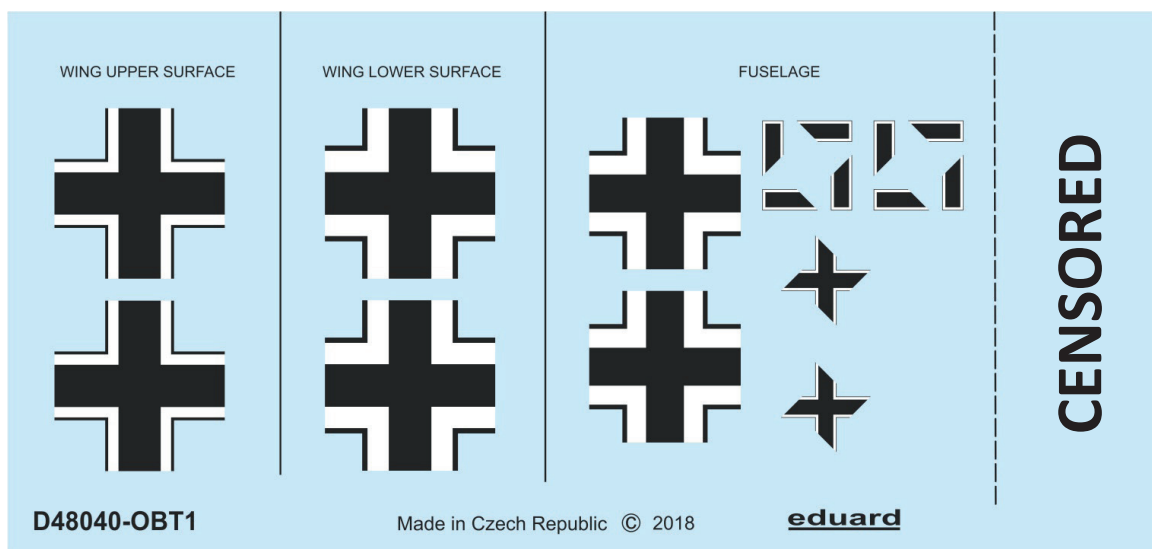 WING UPPER SURFACE
WING LOWER SURFACE
FUSELAGE
CENSORED
D48040-OBT1
Made in Czech Republic © 2018
eduard